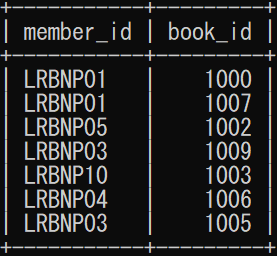 +-----------+---------+
| member_id | book_id |
+-----------+---------+
| LRBNP01   |    1000 |
| LRBNP01   |    1007 |
| LRBNP05   |    1002 |
| LRBNP03   |    1009 |
| LRBNP10   |    1003 |
| LRBNP04   |    1006 |
| LRBNP03   |    1005 |
+-----------+---------+